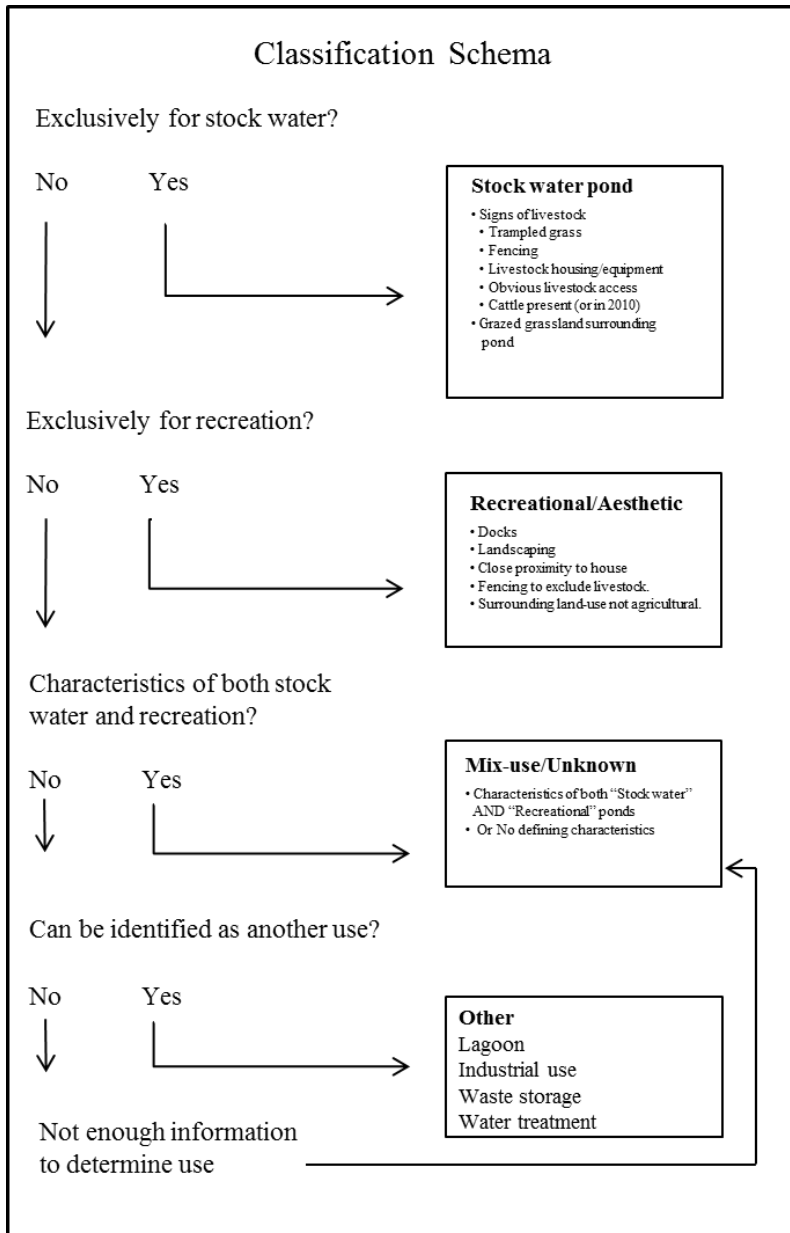 Classification Schema
Exclusively for stock water?
No Yes
Stock water pond
• Signs of livestock
• Trampled grass
• Fencing
• Livestock housing/equipment
• Obvious livestock access
• Cattle present (or in 2010)
• Grazed grassland surrounding
pond
Exclusively for recreation?
No Yes
Recreational/Aesthetic
• Docks
• Landscaping
• Close proximity to house
• Fencing to exclude livestock.
• Surrounding land-use not agricultural.
Characteristics of both stock
water and recreation?
No Yes
Mix-use/Unknown
• Characteristics of both “Stock water”
AND “Recreational” ponds
• Or No defining characteristics
Can be identified as another use?
No Yes
Other
Lagoon
Industrial use
Waste storage
Water treatment
Not enough information
to determine use